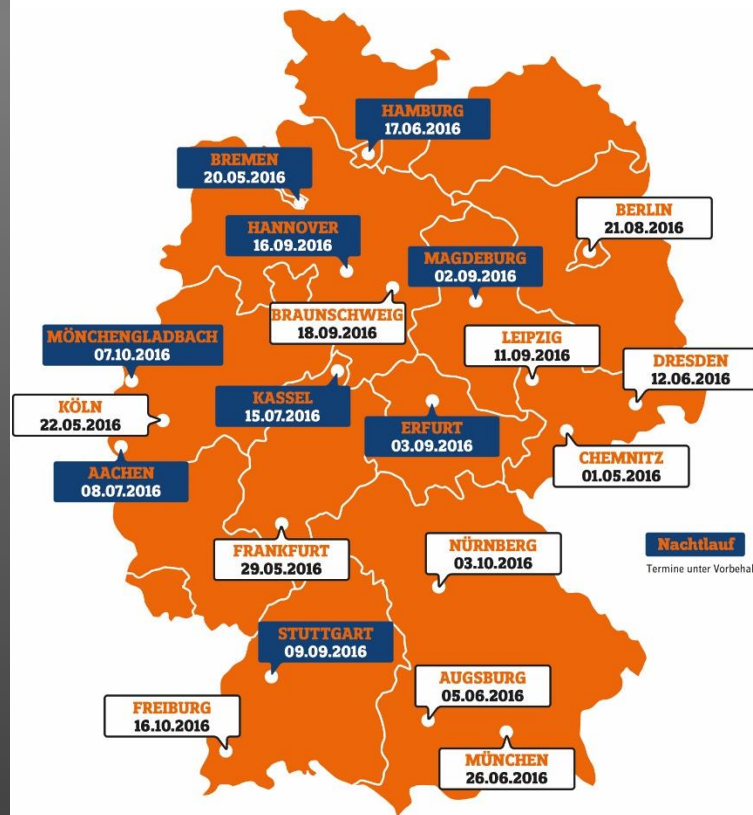 HAMBURG
17.06.2016
BREMEN
20.05.2016
BERLIN
21.08.2016
HANNOVER
16.09.2016
MAGDEBURG
02.09.2016
BRAUNSCHWEIG
18.09.2016
MÖNCHENGLADBACH
07.10.2016
LEIPZIG
11.09.2016
DRESDEN
12.06.2016
KÖLN
22.05.2016
KASSEL
15.07.2016
ERFURT
03.09.2016
AACHEN
08.07.2016
CHEMNITZ
01.05.2016
FRANKFURT
29.05.2016
NÜRNBERG
03.10.2016
Nachtlauf
Termine unter Vorbehal
STUTTGART
09.09.2016
AUGSBURG
05.06.2016
FREIBURG
16.10.2016
MÜNCHEN
26.06.2016